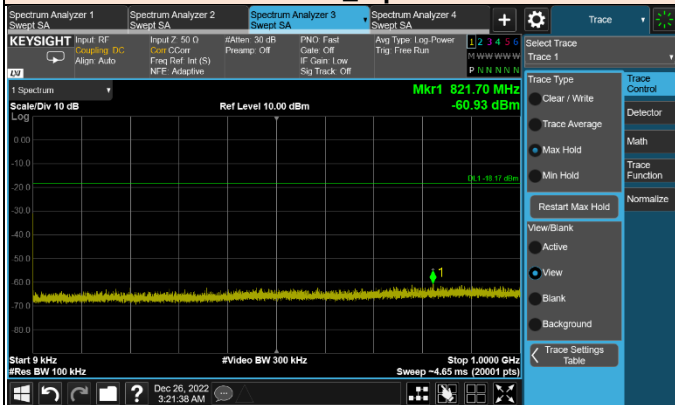 Spectrum Analyzer 1
Swept SA
Spectrum Analyzer 2
Swept SA
Spectrum Analyzer 3
Swept SA
Spectrum Analyzer 4
Swept SA
Trace
KEYSIGHT
Input: RF
Coupling: DC
Align: Auto
Input Z: 50 Ω
Corr CCorr
Freq Ref: Int (S)
NFE: Adaptive
#Atten: 30 dB
Preamp: Off
PNO: Fast
Gate: Off
IF Gain: Low
Sig Track: Off
Avg Type: Log-Power
Trig: Free Run
1 2 3 4 5 6
M W W W W W
P N N N N N
LXI
Select Trace
Trace 1
1 Spectrum
Scale/Div 10 dB
Log
Ref Level 10.00 dBm
Mkr1 821.70 MHz
-60.93 dBm
0.00
-10.0
-20.0
-30.0
-40.0
-50.0
-60.0
-70.0
-80.0
DL1 -18.17 dBm
1
Start 9 kHz
#Res BW 100 kHz
#Video BW 300 kHz
Stop 1.0000 GHz
Sweep ~4.65 ms (20001 pts)
Trace Type
Clear / Write
Trace Average
Max Hold
Min Hold
Restart Max Hold
View/Blank
Active
View
Blank
Background
Trace Settings
Table
Trace
Control
Detector
Math
Trace
Function
Normalize
?
Dec 26, 2022
3:21:38 AM